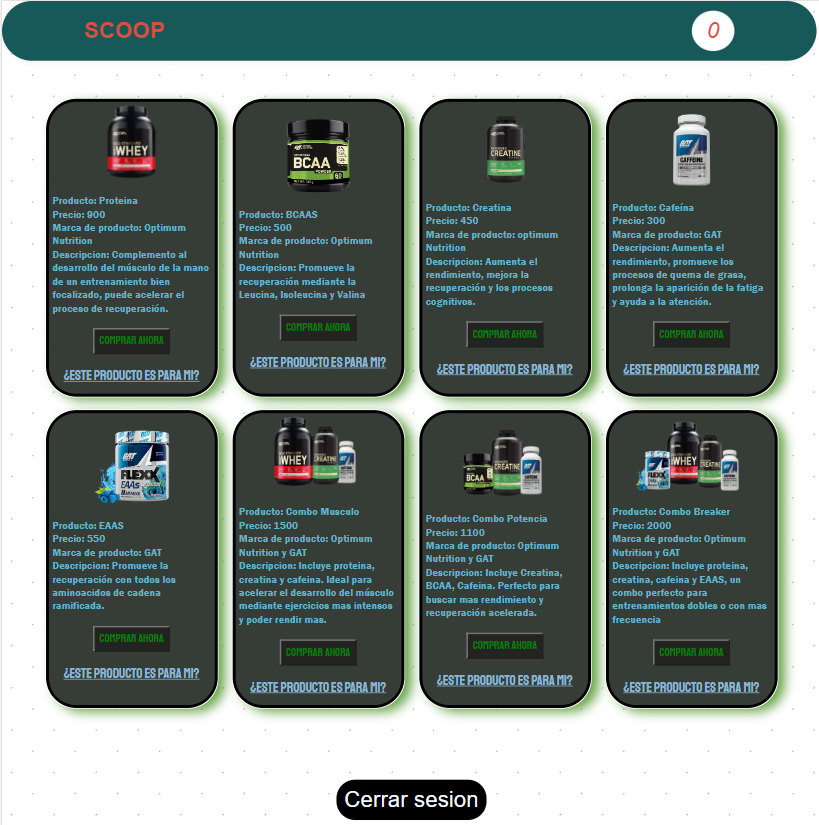 SCOOP
0
WHEY
Producto: Proteina
Precio: 900
Marca de producto: Optimum
Nutrition
Descripcion: Complemento al
desarrollo del músculo de la mano
de un entrenamiento bien
focalizado, puede acelerar el
proceso de recuperación.
COMPRAR AHORA
¿ESTE PRODUCTO ES PARA MI?
BCAA
POWDER
Producto: BCAAS
Precio: 500
Marca de producto: Optimum
Nutrition
Descripcion: Promueve la
recuperación mediante la
Leucina, Isoleucina y Valina
COMPRAR AHORA
¿ESTE PRODUCTO ES PARA MI?
CREATINE
Producto: Creatina
Precio: 450
Marca de producto: optimum
Nutrition
Descripcion: Aumenta el
rendimiento, mejora la
recuperación y los procesos
cognitivos.
COMPRAR AHORA
¿ESTE PRODUCTO ES PARA MI?
GAT
CAFFEINE
Producto: Cafeína
Precio: 300
Marca de producto: GAT
Descripcion: Aumenta el
rendimiento, promueve los
procesos de quema de grasa,
prolonga la aparición de la fatiga
y ayuda a la atención.
COMPRAR AHORA
¿ESTE PRODUCTO ES PARA MI?
GAT
FLEXX
EAAs
Producto: EAAS
Precio: 550
Marca de producto: GAT
Descripcion: Promueve la
recuperación con todos los
aminoacidos de cadena
ramificada.
COMPRAR AHORA
¿ESTE PRODUCTO ES PARA MI?
WHEY
CREATINE
CAFFEINE
Producto: Combo Musculo
Precio: 1500
Marca de producto: Optimum
Nutrition y GAT
Descripcion: Incluye proteina,
creatina y cafeina. Ideal para
acelerar el desarrollo del músculo
mediante ejercicios mas intensos
y poder rendir mas.
COMPRAR AHORA
¿ESTE PRODUCTO ES PARA MI?
BCAA
CREATINE
CAFFEINE
Producto: Combo Potencia
Precio: 1100
Marca de producto: Optimum
Nutrition y GAT
Descripcion: Incluye Creatina,
BCAA, Cafeina. Perfecto para
buscar mas rendimiento y
recuperación acelerada.
COMPRAR AHORA
¿ESTE PRODUCTO ES PARA MI?
FLEXX
EAAs
WHEY
CREATINE
CAFFEINE
Producto: Combo Breaker
Precio: 2000
Marca de producto: Optimum
Nutrition y GAT
Descripcion: Incluye proteina,
creatina, cafeina y EAAS, un
combo perfecto para
entrenamientos dobles o con mas
frecuencia
COMPRAR AHORA
¿ESTE PRODUCTO ES PARA MI?
Cerrar sesion